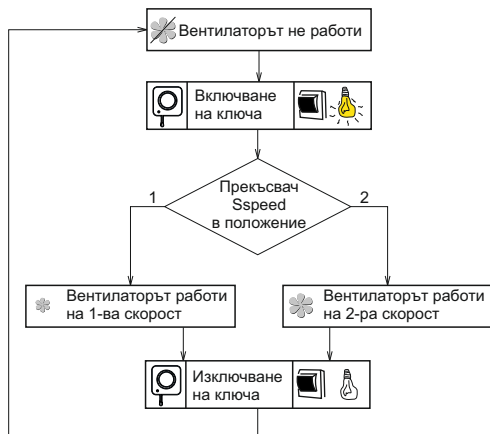 Вентилаторът не работи
Включване
на ключа
Прекъсвач
Sspeed
в положение
1
2
Вентилаторът работи
на 1-ва скорост
Вентилаторът работи
на 2-ра скорост
Изключване
на ключа